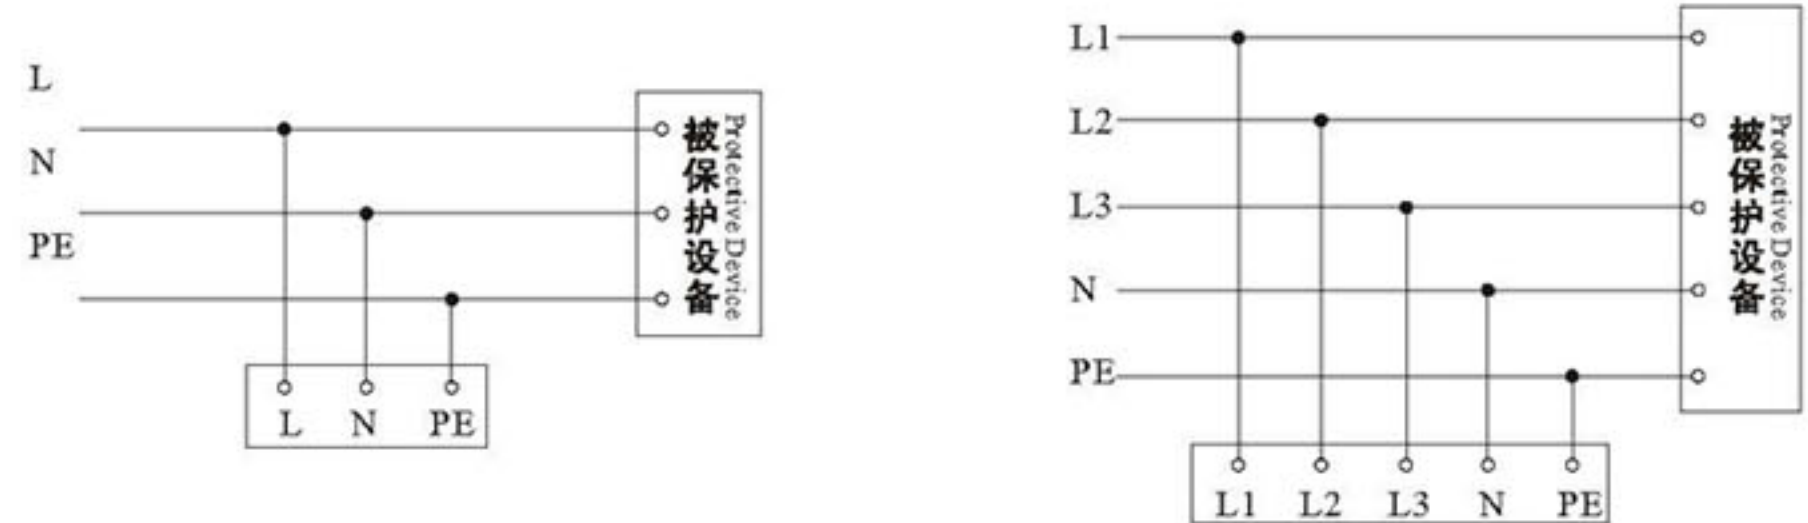 L
N
PE
被保护设备
Protective Device
L N PE
L1
L2
L3
N
PE
被保护设备
Protective Device
L1 L2 L3 N PE